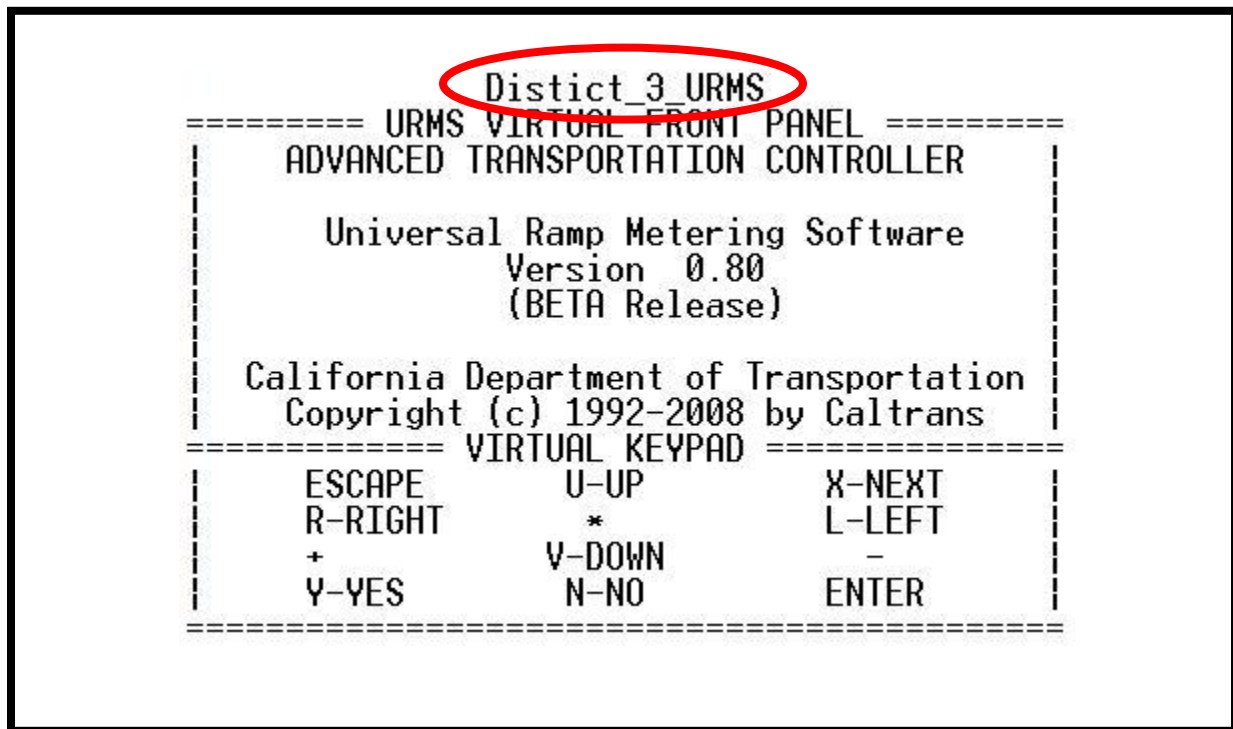 Distict_3_URMS
========= URMS VIRTUAL FRONT PANEL =========
| ADVANCED TRANSPORTATION CONTROLLER |
Universal Ramp Metering Software
Version 0.80
(BETA Release)
| California Department of Transportation |
| Copyright (c) 1992-2008 by Caltrans |
============= VIRTUAL KEYPAD ===============
| ESCAPE U-UP X-NEXT |
| R-RIGHT * L-LEFT |
| + V-DOWN - |
| Y-YES N-NO ENTER |
============================================